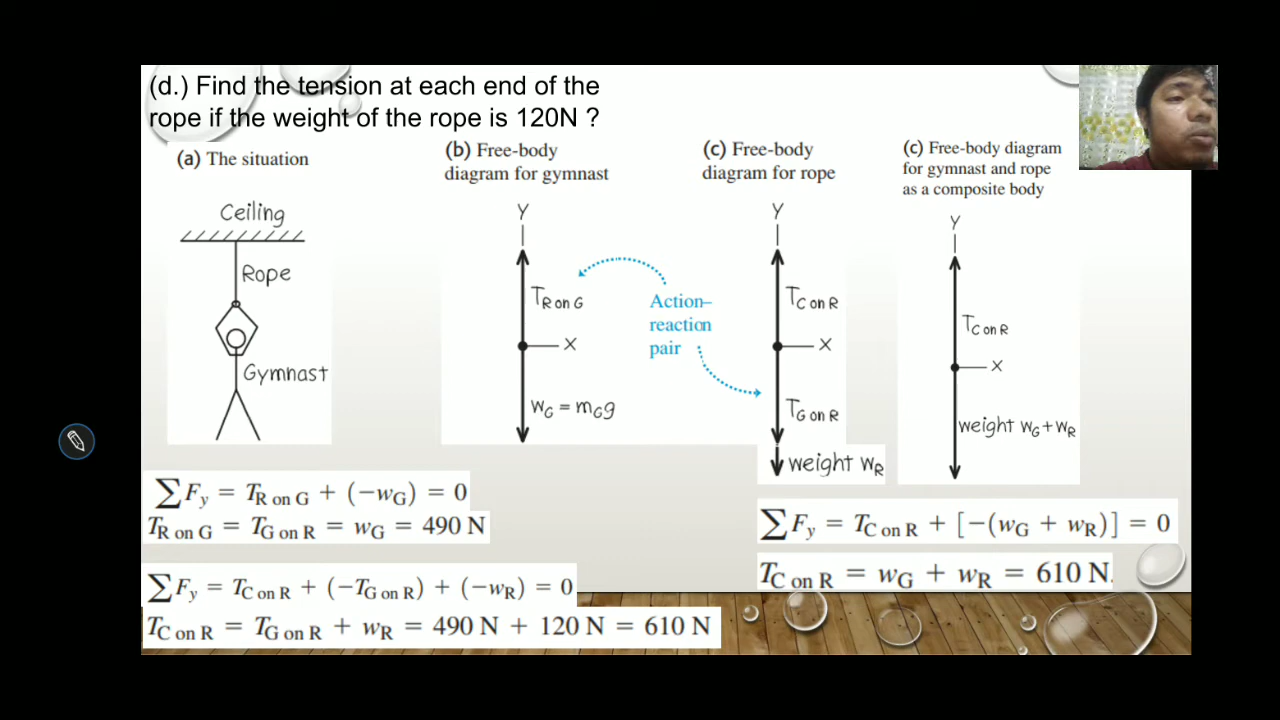 (d.) Find the tension at each end of the
rope if the weight of the rope is 120N ?
(a) The situation
Ceiling
Rope
Gymnast
(b) Free-body
diagram for gymnast
Y
T R on G
X
wG = mGg
Action–
reaction
pair
(c) Free-body
diagram for rope
Y
TC on R
X
TG on R
weight wR
(c) Free-body diagram
for gymnast and rope
as a composite body
Y
TC on R
X
weight wG+wR
∑Fy = TR on G + (−wG) = 0
TR on G = TG on R = wG = 490 N
∑Fy = TC on R + (−TG on R) + (−wR) = 0
TC on R = TG on R + wR = 490 N + 120 N = 610 N
∑Fy = TC on R + [−(wG + wR)] = 0
TC on R = wG + wR = 610 N.